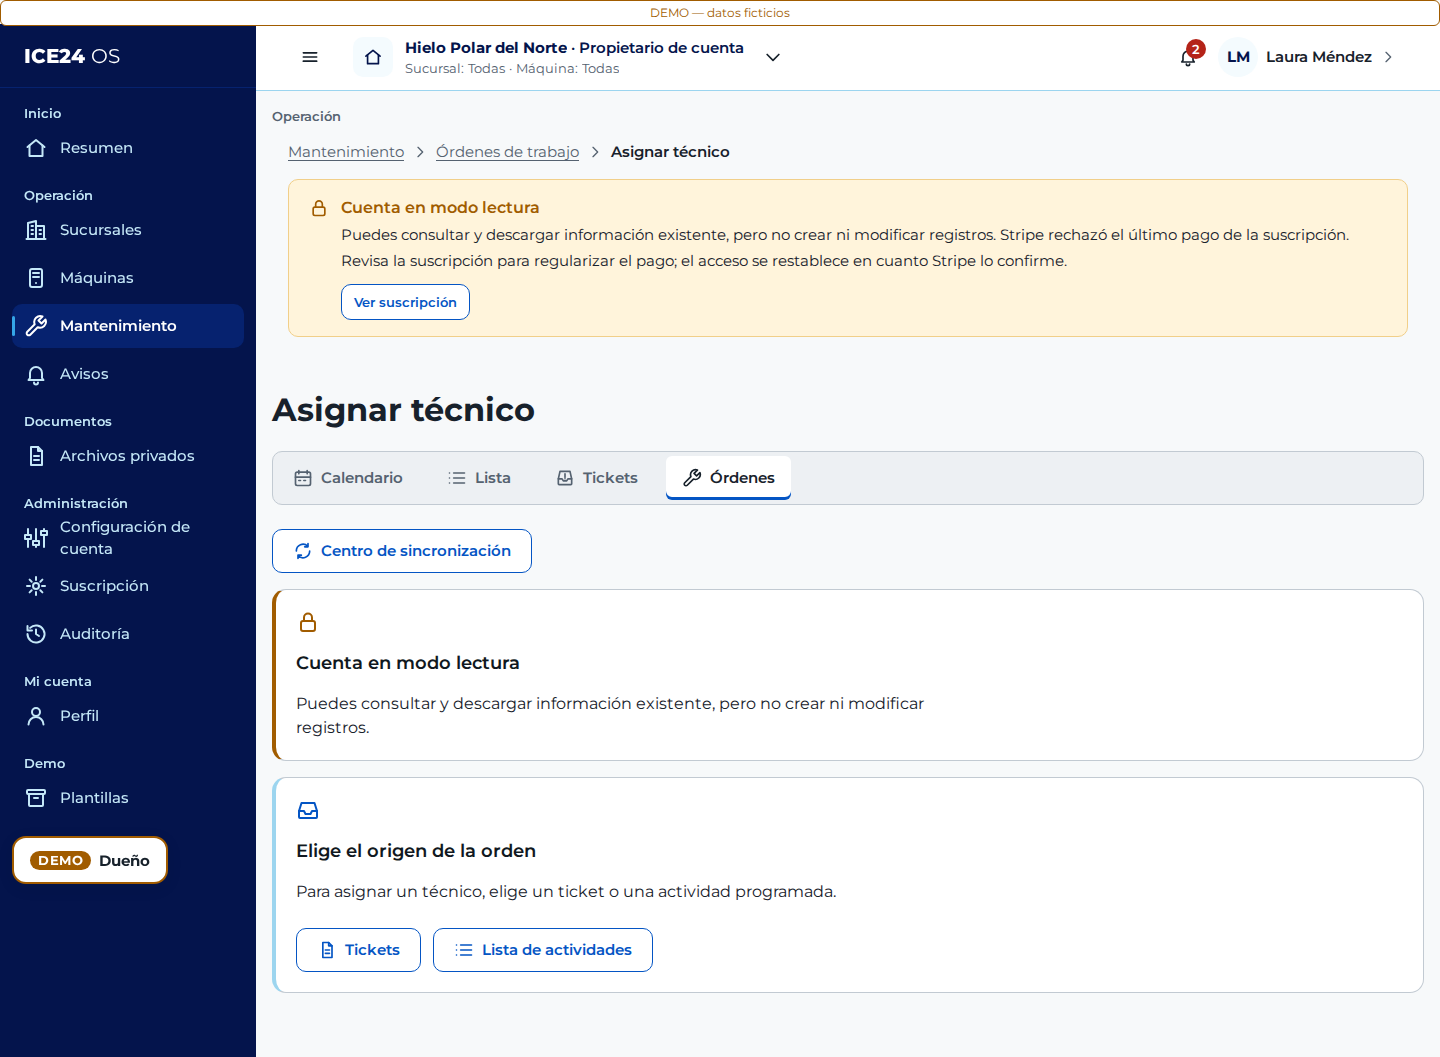 DEMO — datos ficticios
ICE24 OS
Inicio
Resumen
Operación
Sucursales
Máquinas
Mantenimiento
Avisos
Documentos
Archivos privados
Administración
Configuración de
cuenta
Suscripción
Auditoría
Mi cuenta
Perfil
Demo
Plantillas
DEMO Dueño
Hielo Polar del Norte · Propietario de cuenta
Sucursal: Todas · Máquina: Todas
2
LM Laura Méndez
Operación
Mantenimiento > Órdenes de trabajo > Asignar técnico
Cuenta en modo lectura
Puedes consultar y descargar información existente, pero no crear ni modificar registros. Stripe rechazó el último pago de la suscripción.
Revisa la suscripción para regularizar el pago; el acceso se restablece en cuanto Stripe lo confirme.
Ver suscripción
Asignar técnico
Calendario Lista Tickets Órdenes
Centro de sincronización
Cuenta en modo lectura
Puedes consultar y descargar información existente, pero no crear ni modificar
registros.
Elige el origen de la orden
Para asignar un técnico, elige un ticket o una actividad programada.
Tickets Lista de actividades